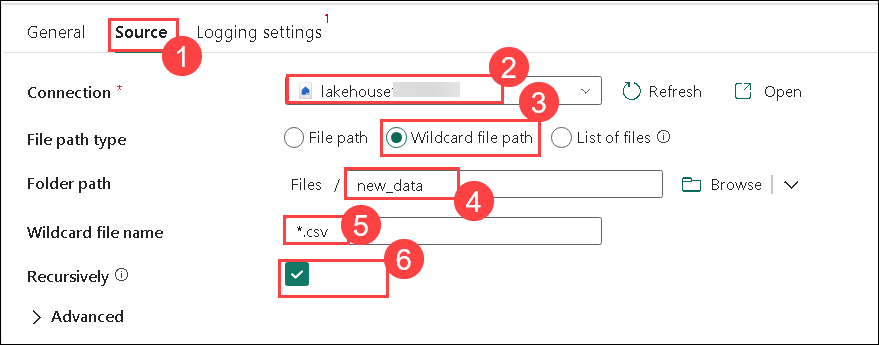 General Source Logging settings 1
1
Connection * lakehouse 2 Refresh Open
3
File path type File path Wildcard file path List of files
Folder path Files / new_data 4 Browse
Wildcard file name *.csv 5
Recursively 6
Advanced